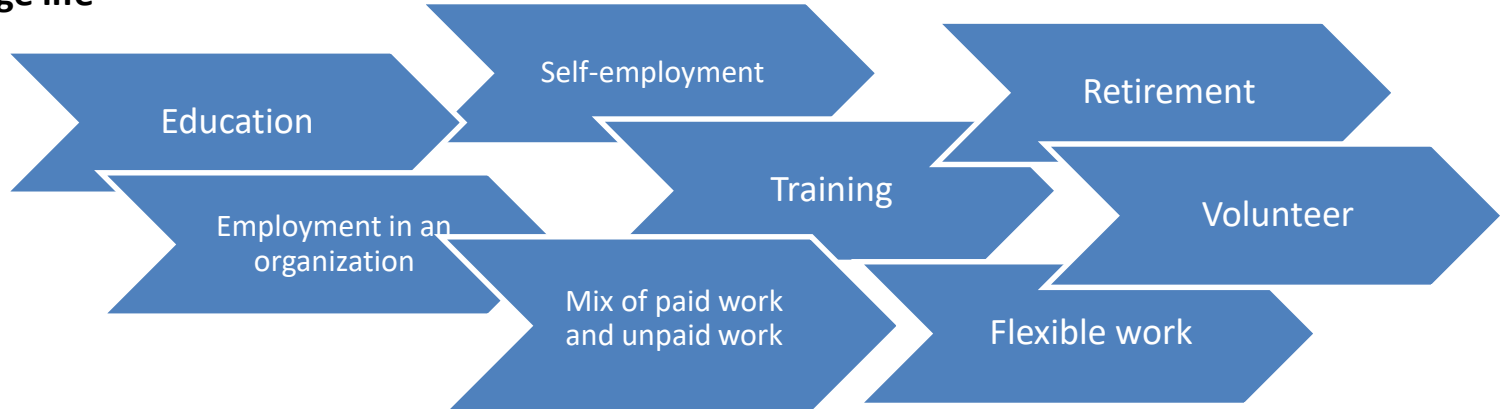 life
Education
Self-employment
Retirement
Employment in an
organization
Training
Volunteer
Mix of paid work
and unpaid work
Flexible work